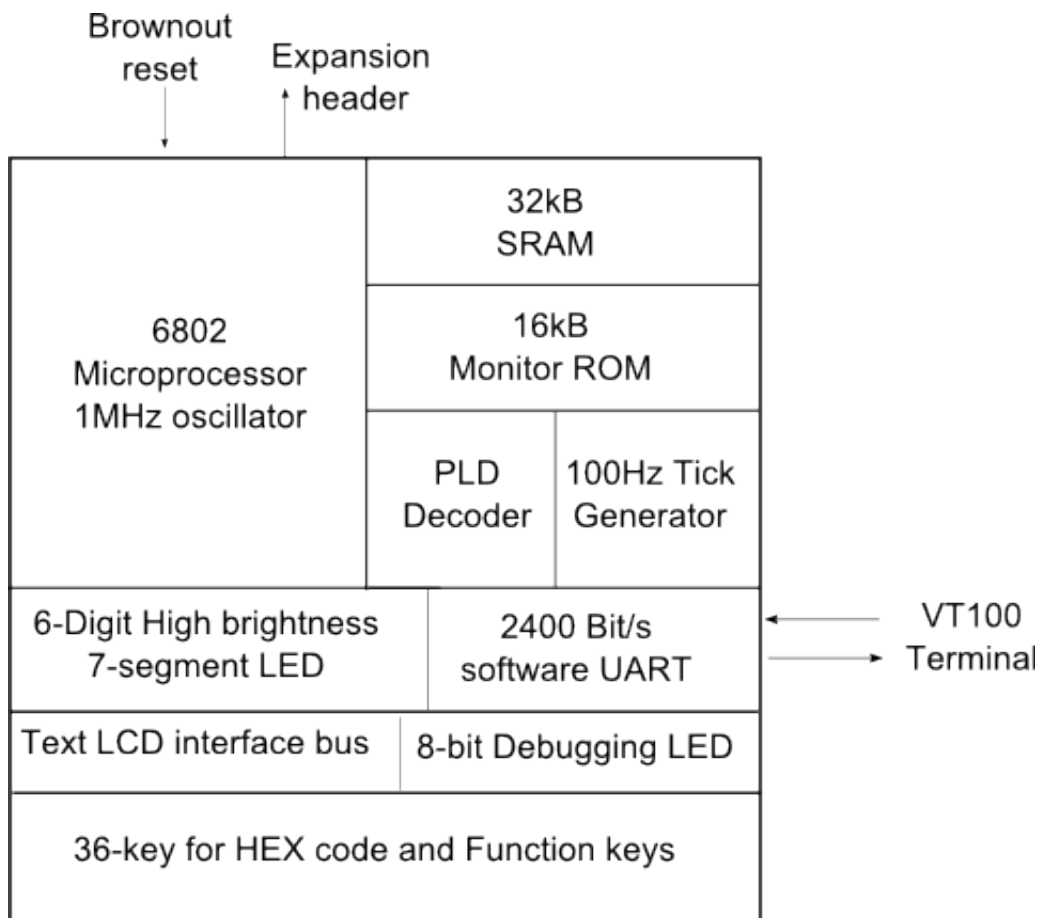 Brownout
reset
Expansion
header
32kB
SRAM
6802
Microprocessor
1MHz oscillator
16kB
Monitor ROM
PLD
Decoder
100Hz Tick
Generator
6-Digit High brightness
7-segment LED
2400 Bit/s
software UART
VT100
Terminal
Text LCD interface bus
8-bit Debugging LED
36-key for HEX code and Function keys